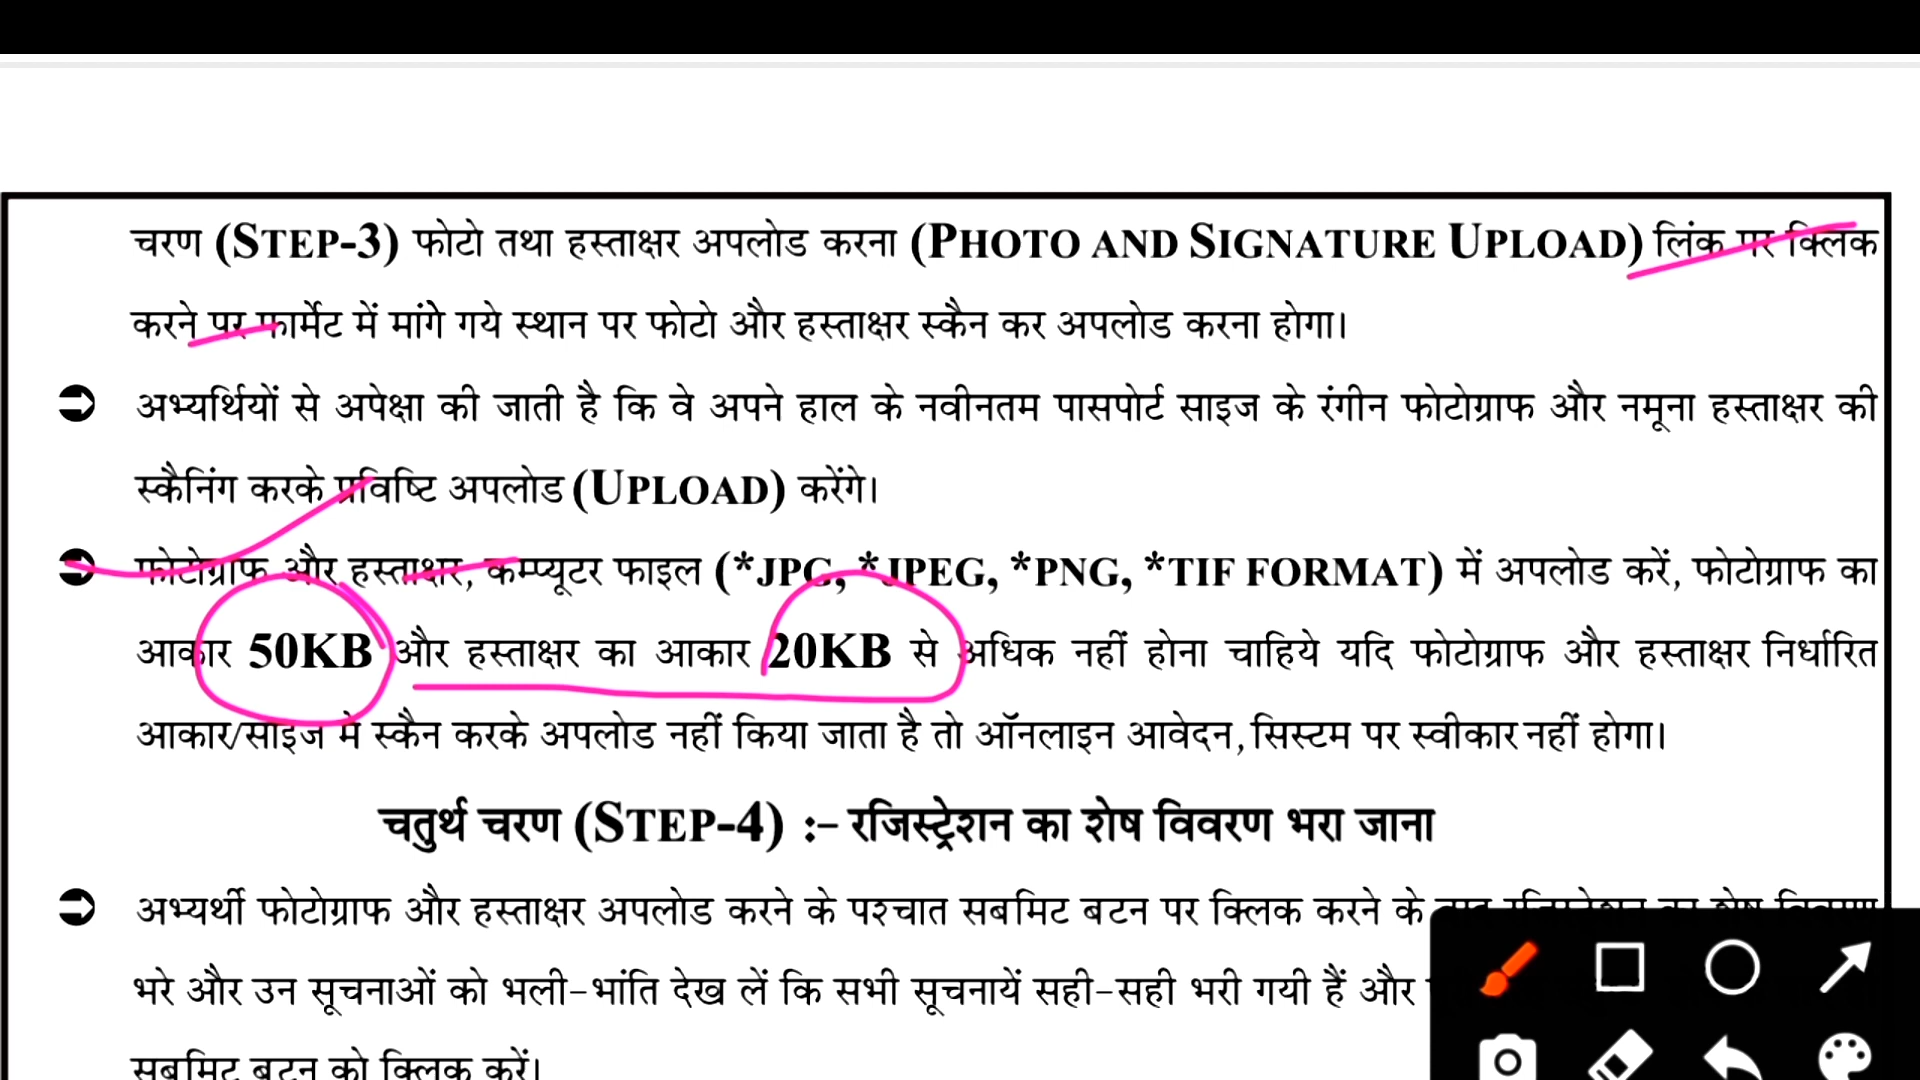 चरण (STEP-3) फोटो तथा हस्ताक्षर अपलोड करना (PHOTO AND SIGNATURE UPLOAD) लिंक पर क्लिक
करने पर फार्मेट में मांगे गये स्थान पर फोटो और हस्ताक्षर स्कैन कर अपलोड करना होगा।
➲ अभ्यर्थियों से अपेक्षा की जाती है कि वे अपने हाल के नवीनतम पासपोर्ट साइज के रंगीन फोटोग्राफ और नमूना हस्ताक्षर की
स्कैनिंग करके प्रविष्टि अपलोड (UPLOAD) करेंगे।
➲ फोटोग्राफ और हस्ताक्षर, कम्प्यूटर फाइल (*JPG, *JPEG, *PNG, *TIF FORMAT) में अपलोड करें, फोटोग्राफ का
आकार 50KB और हस्ताक्षर का आकार 20KB से अधिक नहीं होना चाहिये यदि फोटोग्राफ और हस्ताक्षर निर्धारित
आकार/साइज मे स्कैन करके अपलोड नहीं किया जाता है तो ऑनलाइन आवेदन, सिस्टम पर स्वीकार नहीं होगा।
चतुर्थ चरण (STEP-4) :– रजिस्ट्रेशन का शेष विवरण भरा जाना
➲ अभ्यर्थी फोटोग्राफ और हस्ताक्षर अपलोड करने के पश्चात सबमिट बटन पर क्लिक करने के
भरे और उन सूचनाओं को भली–भांति देख लें कि सभी सूचनायें सही–सही भरी गयी हैं और
सबमिट बटन को क्लिक करें।